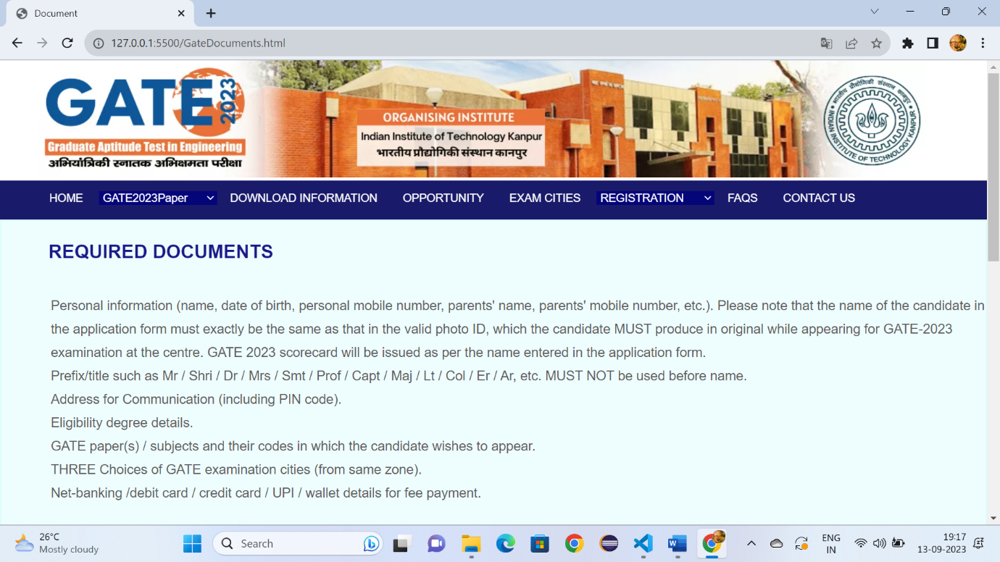 Document
127.0.0.1:5500/GateDocuments.html
GATE 2023
Graduate Aptitude Test in Engineering
अभियांत्रिकी स्नातक अभिक्षमता परीक्षा
ORGANISING INSTITUTE
Indian Institute of Technology Kanpur
भारतीय प्रौद्योगिकी संस्थान कानपुर
भारतीय प्रौद्योगिकी संस्थान कानपुर
INDIAN INSTITUTE OF TECHNOLOGY KANPUR
HOME GATE2023Paper DOWNLOAD INFORMATION OPPORTUNITY EXAM CITIES REGISTRATION FAQS CONTACT US
REQUIRED DOCUMENTS
Personal information (name, date of birth, personal mobile number, parents' name, parents' mobile number, etc.). Please note that the name of the candidate in
the application form must exactly be the same as that in the valid photo ID, which the candidate MUST produce in original while appearing for GATE-2023
examination at the centre. GATE 2023 scorecard will be issued as per the name entered in the application form.
Prefix/title such as Mr / Shri / Dr / Mrs / Smt / Prof / Capt / Maj / Lt / Col / Er / Ar, etc. MUST NOT be used before name.
Address for Communication (including PIN code).
Eligibility degree details.
GATE paper(s) / subjects and their codes in which the candidate wishes to appear.
THREE Choices of GATE examination cities (from same zone).
Net-banking /debit card / credit card / UPI / wallet details for fee payment.
26°C
Mostly cloudy
Search
ENG
IN
19:17
13-09-2023